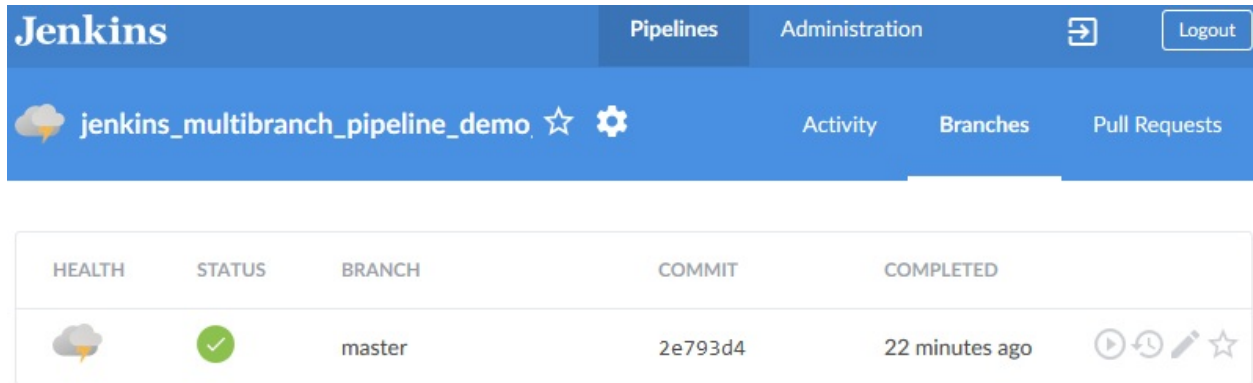 Jenkins Pipelines Administration Logout
jenkins_multibranch_pipeline_demo Activity Branches Pull Requests
HEALTH STATUS BRANCH COMMIT COMPLETED
master 2e793d4 22 minutes ago